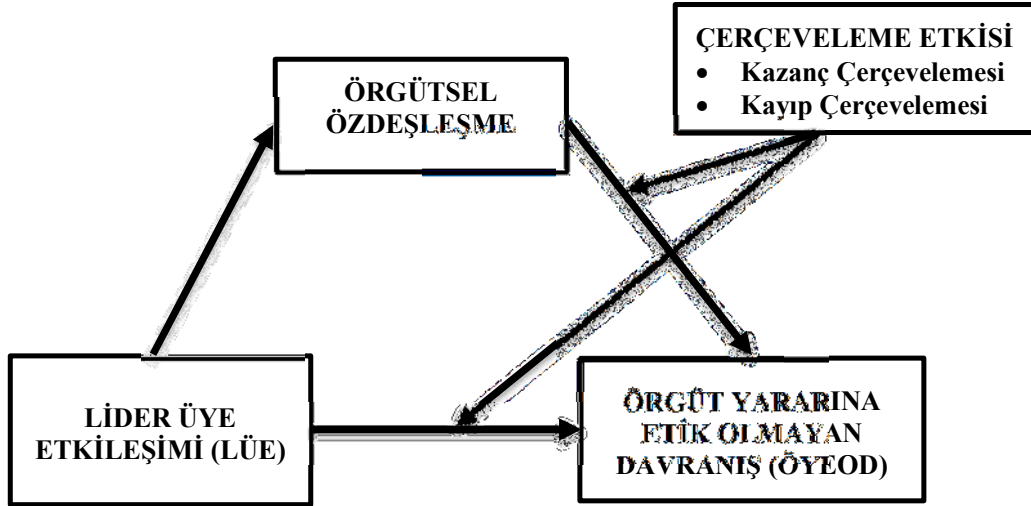 ÇERÇEVELEME ETKİSİ
• Kazanç Çerçevelemesi
• Kayıp Çerçevelemesi
ÖRGÜTSEL
ÖZDEŞLEŞME
LİDER ÜYE
ETKİLEŞİMİ (LÜE)
ÖRGÜT YARARINA
ETİK OLMAYAN
DAVRANIŞ (ÖYEOD)